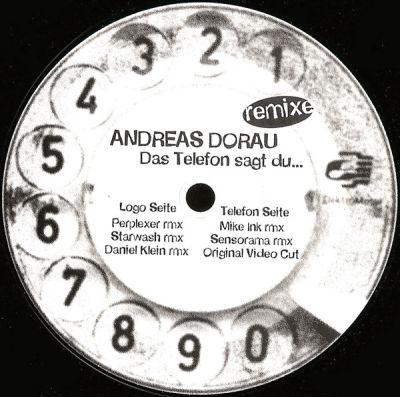 remixe
ANDREAS DORAU
Das Telefon sagt du...
Logo Seite
Perplexer rmx
Starwash rmx
Daniel Klein rmx
Telefon Seite
Mike Ink rmx
Sensorama rmx
Original Video Cut
1
2
3
4
5
6
7
8
9
0